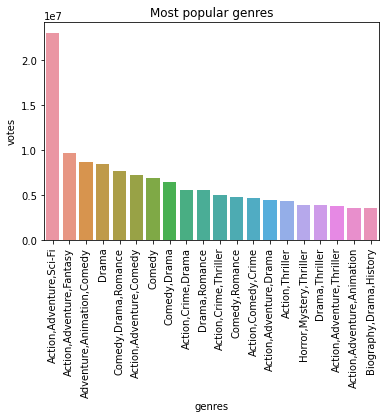 Most popular genres
1e7
votes
2.0
1.5
1.0
0.5
0.0
Action,Adventure,Sci-Fi
Action,Adventure,Fantasy
Adventure,Animation,Comedy
Drama
Comedy,Drama,Romance
Action,Adventure,Comedy
Comedy
Comedy,Drama
Action,Crime,Drama
Drama,Romance
Action,Crime,Thriller
Comedy,Romance
Action,Comedy,Crime
Action,Adventure,Drama
Action,Thriller
Horror,Mystery,Thriller
Drama,Thriller
Action,Adventure,Thriller
Action,Adventure,Animation
Biography,Drama,History
genres